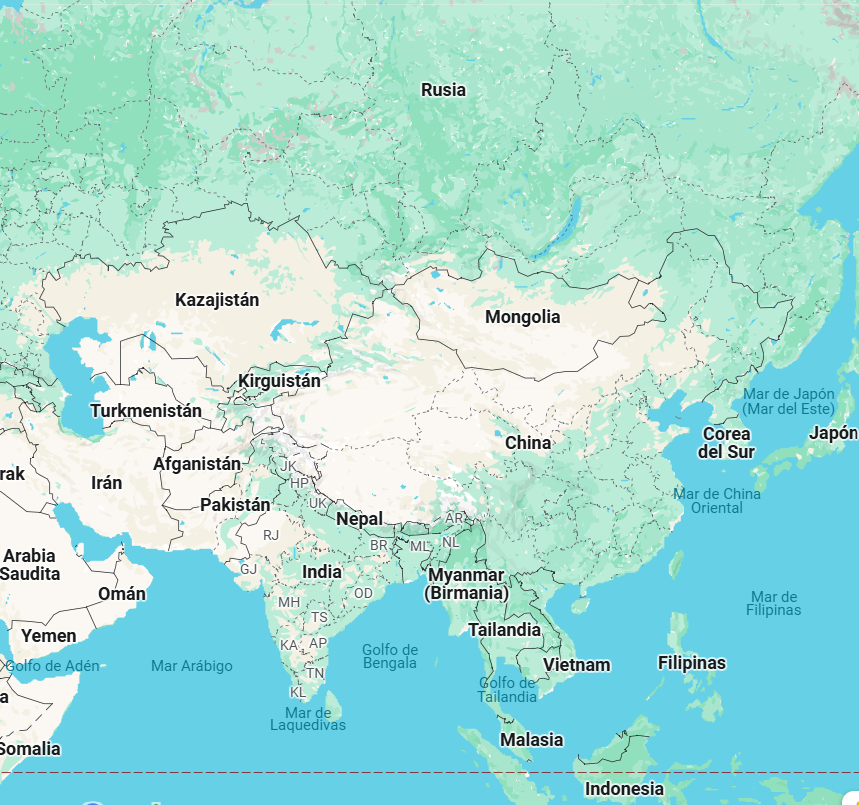 Rusia
Kazajistán
Mongolia
Kirguistán
Mar de Japón
(Mar del Este)
Turkmenistán
Corea
del Sur
Japón
China
Afganistán
JK
rak
Irán
HP
Mar de China
Oriental
Pakistán
UK
Nepal
AR
RJ
BR
ML
NL
Arabia
Saudita
GJ
India
Myanmar
(Birmania)
Omán
OD
MH
Mar de
Filipinas
TS
Tailandia
Yemen
KA
AP
Golfo de
Bengala
Golfo de Adén
Mar Arábigo
Vietnam
Filipinas
TN
KL
Golfo de
Tailandia
a
Mar de
Laquedivas
Malasia
Somalia
Indonesia